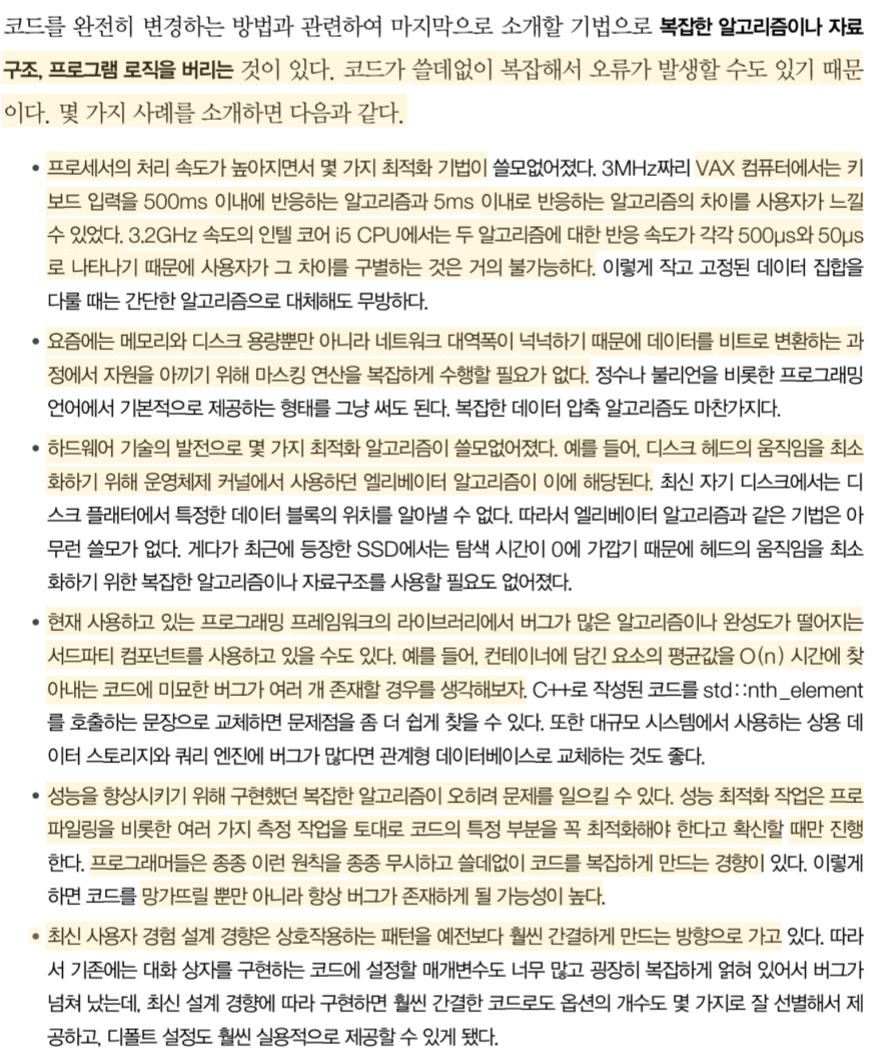 코드를 완전히 변경하는 방법과 관련하여 마지막으로 소개할 기법으로 복잡한 알고리즘이나 자료
구조, 프로그램 로직을 버리는 것이 있다. 코드가 쓸데없이 복잡해서 오류가 발생할 수도 있기 때문
이다. 몇 가지 사례를 소개하면 다음과 같다.
• 프로세서의 처리 속도가 높아지면서 몇 가지 최적화 기법이 쓸모없어졌다. 3MHz짜리 VAX 컴퓨터에서는 키
보드 입력을 500ms 이내에 반응하는 알고리즘과 5ms 이내로 반응하는 알고리즘의 차이를 사용자가 느낄
수 있었다. 3.2GHz 속도의 인텔 코어 i5 CPU에서는 두 알고리즘에 대한 반응 속도가 각각 500µs와 50µs
로 나타나기 때문에 사용자가 그 차이를 구별하는 것은 거의 불가능하다. 이렇게 작고 고정된 데이터 집합을
다룰 때는 간단한 알고리즘으로 대체해도 무방하다.
• 요즘에는 메모리와 디스크 용량뿐만 아니라 네트워크 대역폭이 넉넉하기 때문에 데이터를 비트로 변환하는 과
정에서 자원을 아끼기 위해 마스킹 연산을 복잡하게 수행할 필요가 없다. 정수나 불리언을 비롯한 프로그래밍
언어에서 기본적으로 제공하는 형태를 그냥 써도 된다. 복잡한 데이터 압축 알고리즘도 마찬가지다.
• 하드웨어 기술의 발전으로 몇 가지 최적화 알고리즘이 쓸모없어졌다. 예를 들어, 디스크 헤드의 움직임을 최소
화하기 위해 운영체제 커널에서 사용하던 엘리베이터 알고리즘이 이에 해당된다. 최신 자기 디스크에서는 디
스크 플래터에서 특정한 데이터 블록의 위치를 알아낼 수 없다. 따라서 엘리베이터 알고리즘과 같은 기법은 아
무런 쓸모가 없다. 게다가 최근에 등장한 SSD에서는 탐색 시간이 0에 가깝기 때문에 헤드의 움직임을 최소
화하기 위한 복잡한 알고리즘이나 자료구조를 사용할 필요도 없어졌다.
• 현재 사용하고 있는 프로그래밍 프레임워크의 라이브러리에서 버그가 많은 알고리즘이나 완성도가 떨어지는
서드파티 컴포넌트를 사용하고 있을 수도 있다. 예를 들어, 컨테이너에 담긴 요소의 평균값을 O(n) 시간에 찾
아내는 코드에 미묘한 버그가 여러 개 존재할 경우를 생각해보자. C++로 작성된 코드를 std::nth_element
를 호출하는 문장으로 교체하면 문제점을 좀 더 쉽게 찾을 수 있다. 또한 대규모 시스템에서 사용하는 상용 데
이터 스토리지와 쿼리 엔진에 버그가 많다면 관계형 데이터베이스로 교체하는 것도 좋다.
• 성능을 향상시키기 위해 구현했던 복잡한 알고리즘이 오히려 문제를 일으킬 수 있다. 성능 최적화 작업은 프로
파일링을 비롯한 여러 가지 측정 작업을 토대로 코드의 특정 부분을 꼭 최적화해야 한다고 확신할 때만 진행
한다. 프로그래머들은 종종 이런 원칙을 종종 무시하고 쓸데없이 코드를 복잡하게 만드는 경향이 있다. 이렇게
하면 코드를 망가뜨릴 뿐만 아니라 항상 버그가 존재하게 될 가능성이 높다.
• 최신 사용자 경험 설계 경향은 상호작용하는 패턴을 예전보다 훨씬 간결하게 만드는 방향으로 가고 있다. 따라
서 기존에는 대화 상자를 구현하는 코드에 설정할 매개변수도 너무 많고 굉장히 복잡하게 얽혀 있어서 버그가
넘쳐 났는데, 최신 설계 경향에 따라 구현하면 훨씬 간결한 코드로도 옵션의 개수도 몇 가지로 잘 선별해서 제
공하고, 디폴트 설정도 훨씬 실용적으로 제공할 수 있게 됐다.